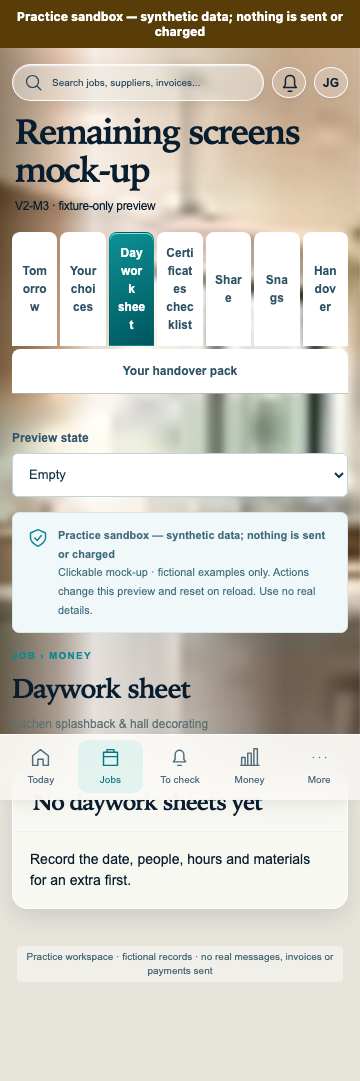 Practice sandbox — synthetic data; nothing is sent or
charged
Search jobs, suppliers, invoices...
JG
Remaining screens
mock-up
V2-M3 · fixture-only preview
Tom
orro
w
Your
choi
ces
Day
wor
k
shee
t
Certi
ficat
es
chec
klist
Shar
e
Sna
gs
Han
dov
er
Your handover pack
Preview state
Empty
Practice sandbox — synthetic data; nothing is sent
or charged
Clickable mock-up · fictional examples only. Actions
change this preview and reset on reload. Use no real
details.
JOB › MONEY
Daywork sheet
Kitchen splashback & hall decorating
Today
Jobs
To check
Money
More
No daywork sheets yet
Record the date, people, hours and materials
for an extra first.
Practice workspace · fictional records · no real messages, invoices or
payments sent